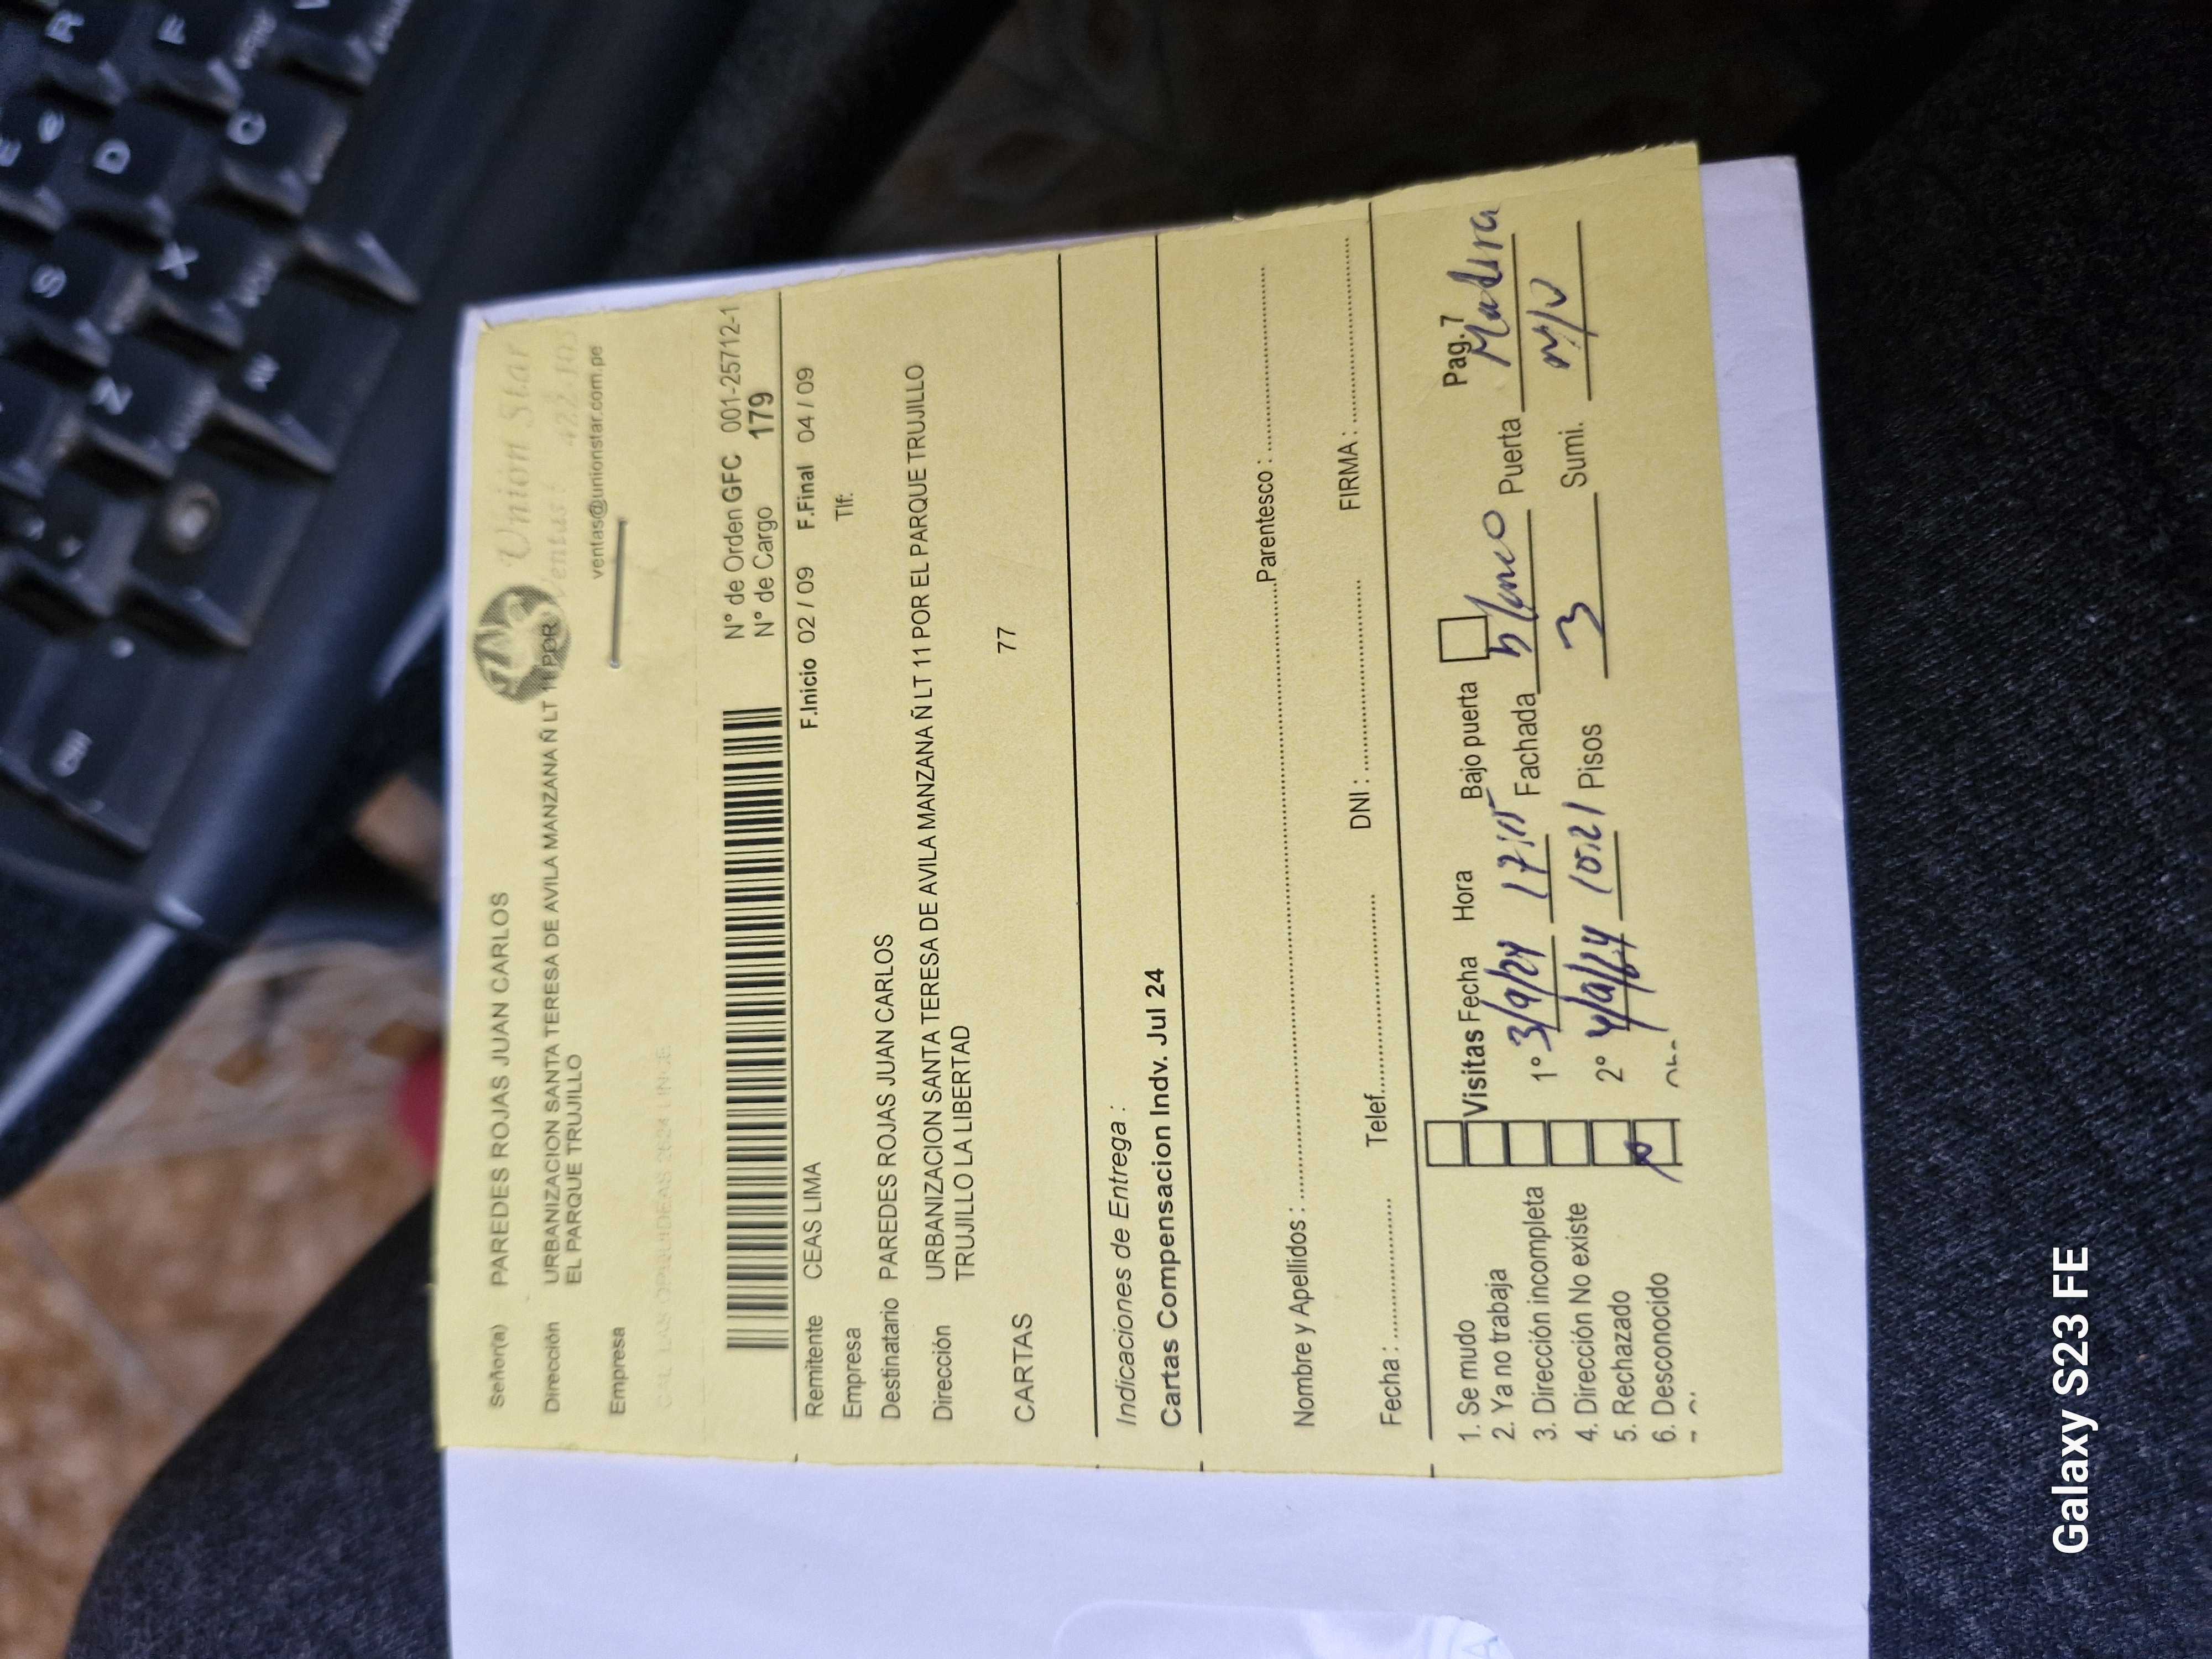 Señor(a) PAREDES ROJAS JUAN CARLOS
Union Star
Dirección URBANIZACION SANTA TERESA DE AVILA MANZANA Ñ LT 11 POR
EL PARQUE TRUJILLO
Ventas:
ventas@unionstar.com.pe
Empresa
N° de Orden GFC 001-25712-1
N° de Cargo 179
Remitente CEAS LIMA F.Inicio 02 / 09 F.Final 04 / 09
Empresa Tlf:
Destinatario PAREDES ROJAS JUAN CARLOS
Dirección URBANIZACION SANTA TERESA DE AVILA MANZANA Ñ LT 11 POR EL PARQUE TRUJILLO
TRUJILLO LA LIBERTAD
CARTAS 77
Indicaciones de Entrega :
Cartas Compensacion Indv. Jul 24
Nombre y Apellidos : Parentesco :
Fecha : Telef. DNI : FIRMA :
1. Se mudo Visitas Fecha Hora Bajo puerta Pag.7
2. Ya no trabaja
3. Dirección incompleta 1° 3/9/24 Fachada blanco Puerta Madera
4. Dirección No existe
5. Rechazado 2° 4/9/24 Pisos 3 Sumi. N/V
6. Desconocido
Galaxy S23 FE